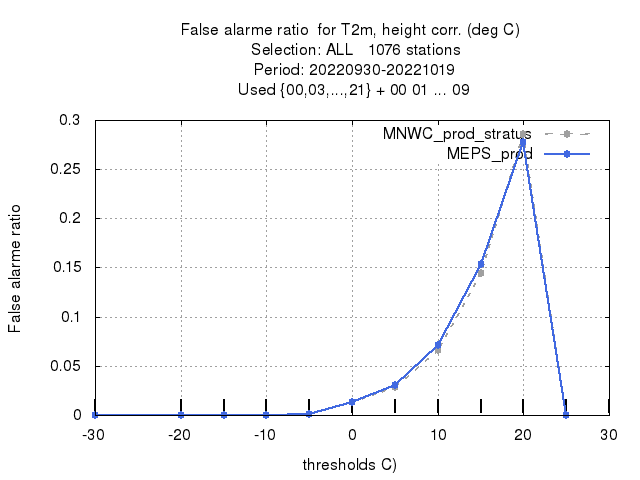 False alarme ratio  for T2m, height corr. (deg C)
Selection: ALL   1076 stations
Period: 20220930-20221019
Used {00,03,...,21} + 00 01 ... 09
MNWC_prod_stratus
MEPS_prod
False alarme ratio
0.3
0.25
0.2
0.15
0.1
0.05
0
-30 -20 -10 0 10 20 30
thresholds C)